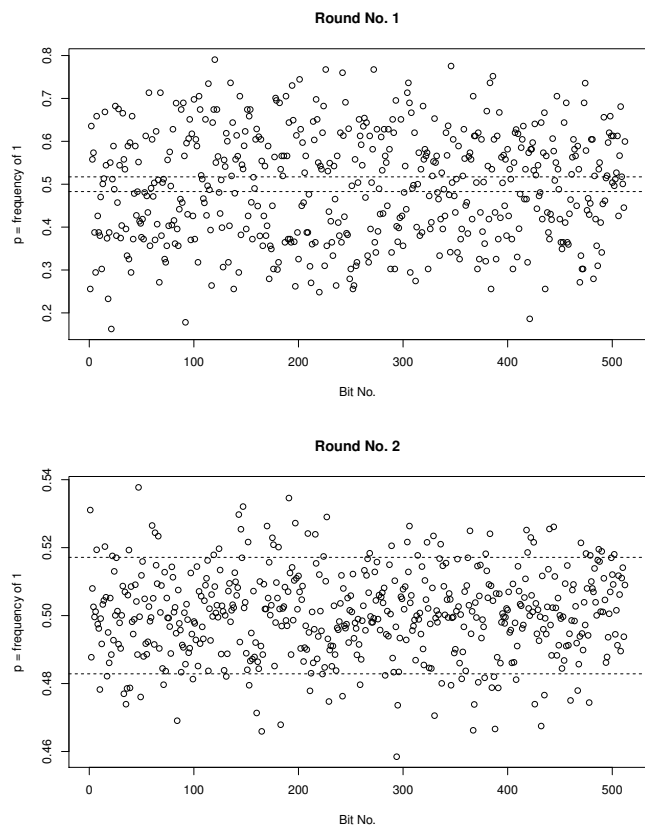 Round No. 1
0.8
0.7
0.6
0.5
0.4
0.3
0.2
p = frequency of 1
0 100 200 300 400 500
Bit No.
Round No. 2
0.54
0.52
0.50
0.48
0.46
p = frequency of 1
0 100 200 300 400 500
Bit No.